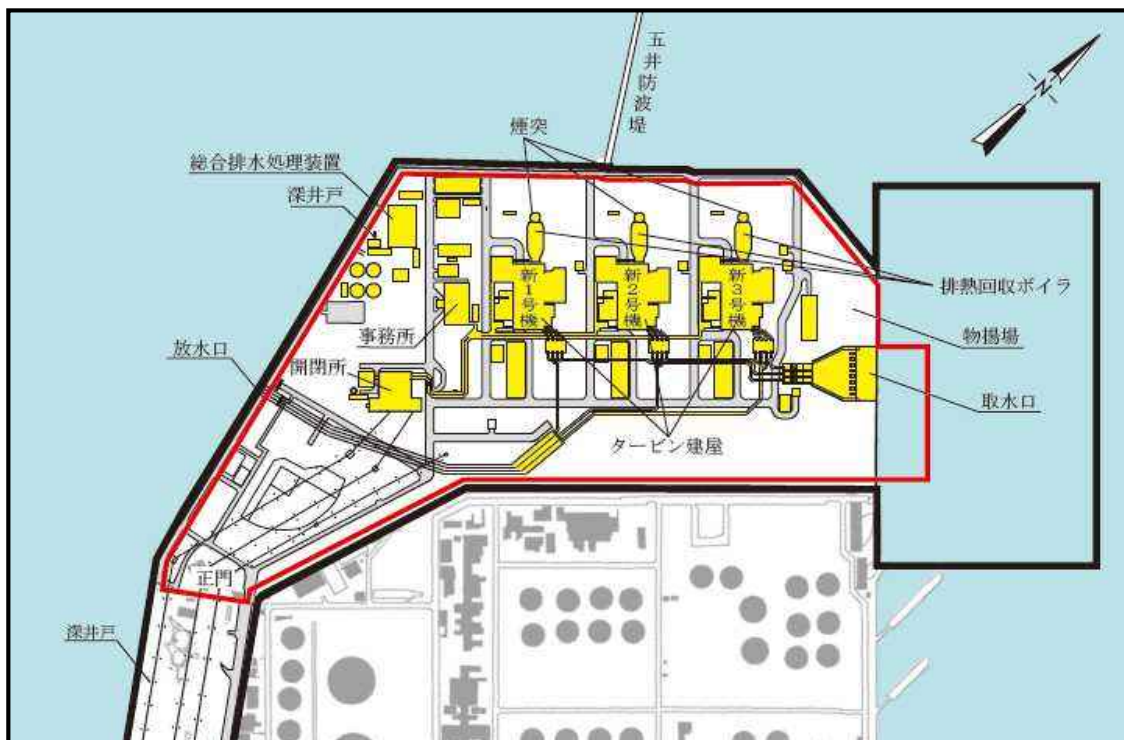 五井防波堤
N
煙突
総合排水処理装置
深井戸
新1号機
新2号機
新3号機
排熱回収ボイラ
事務所
物揚場
放水口
開閉所
取水口
タービン建屋
正門
深井戸